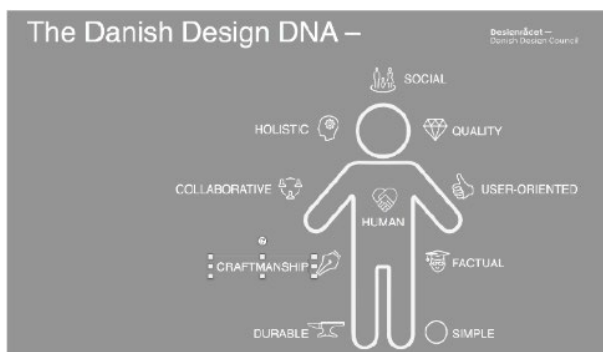 The Danish Design DNA –
Designrådet –
Danish Design Council
SOCIAL
HOLISTIC
QUALITY
COLLABORATIVE
USER-ORIENTED
HUMAN
CRAFTMANSHIP
FACTUAL
DURABLE
SIMPLE